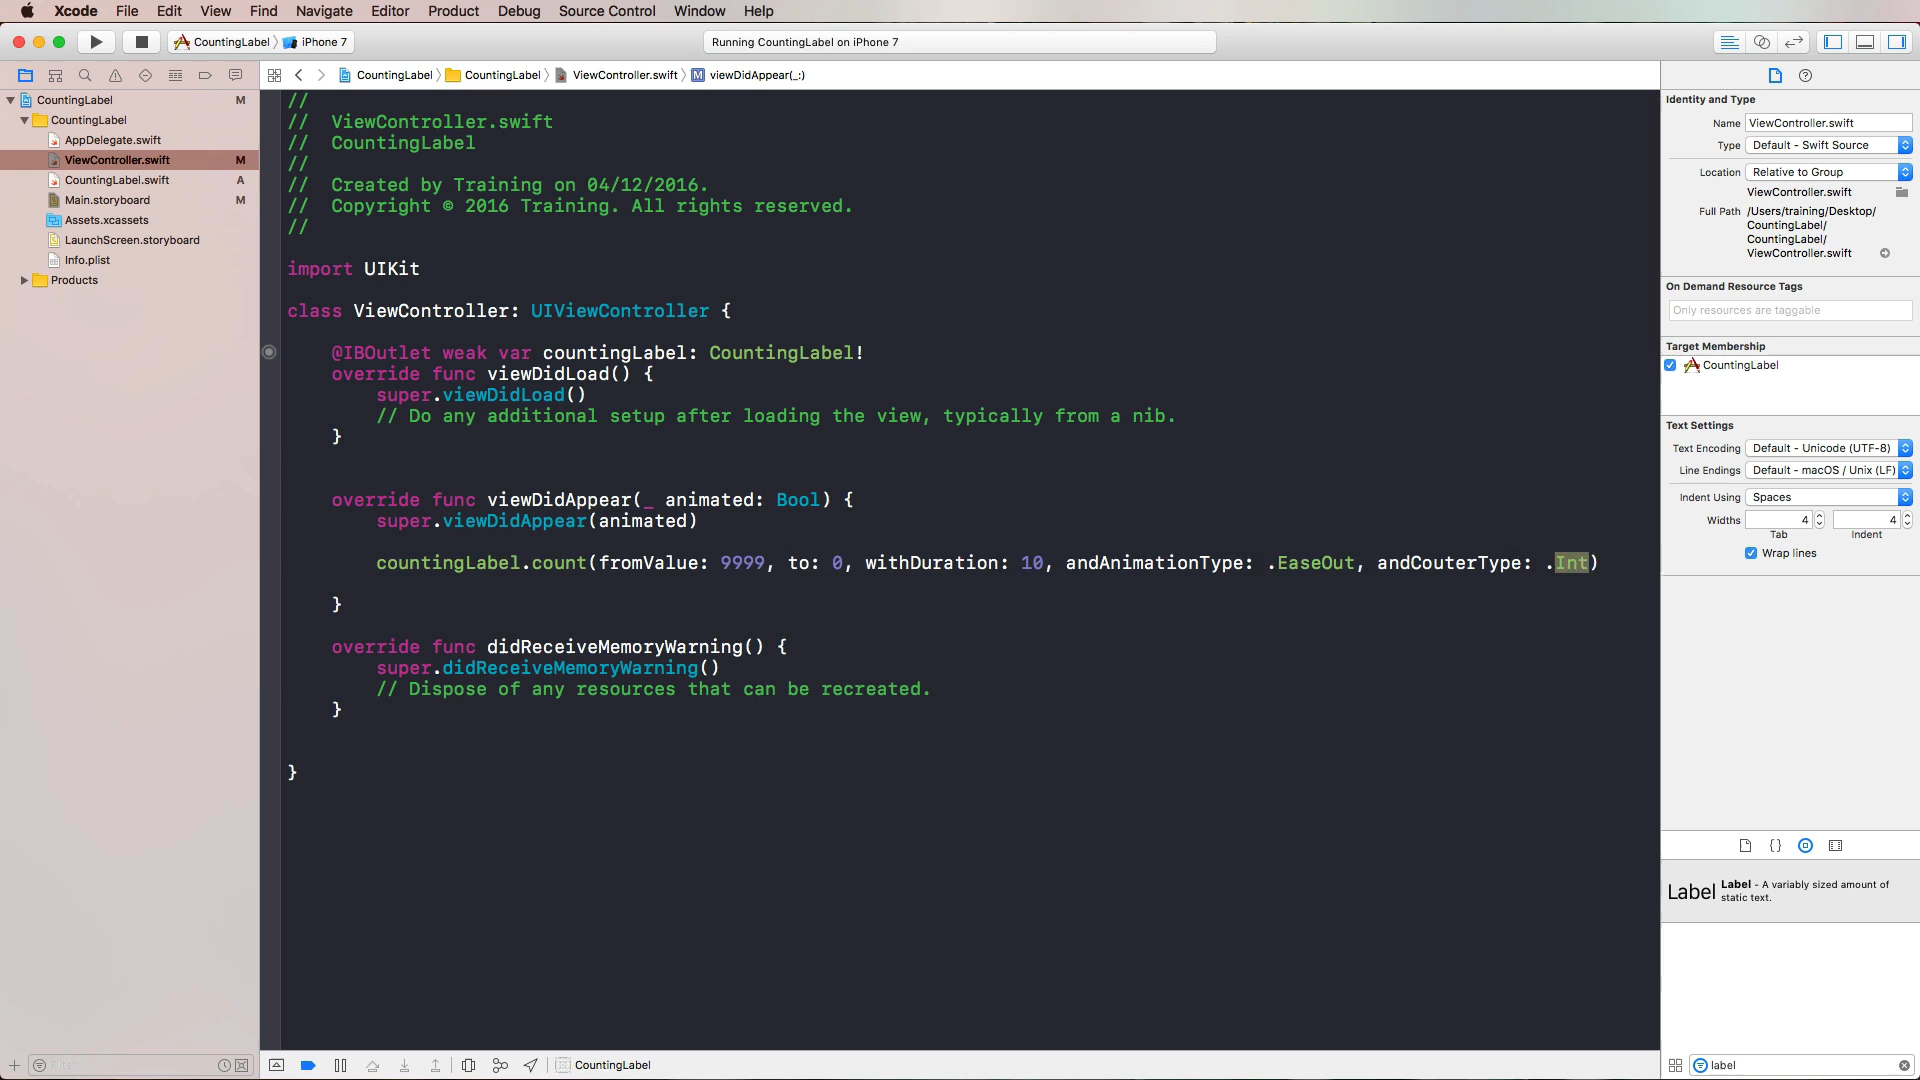 Xcode File Edit View Find Navigate Editor Product Debug Source Control Window Help
CountingLabel iPhone 7
Running CountingLabel on iPhone 7
CountingLabel CountingLabel ViewController.swift M viewDidAppear(_:)
CountingLabel M
CountingLabel
AppDelegate.swift
ViewController.swift M
CountingLabel.swift A
Main.storyboard M
Assets.xcassets
LaunchScreen.storyboard
Info.plist
Products
//
// ViewController.swift
// CountingLabel
//
// Created by Training on 04/12/2016.
// Copyright © 2016 Training. All rights reserved.
//
import UIKit
class ViewController: UIViewController {
@IBOutlet weak var countingLabel: CountingLabel!
override func viewDidLoad() {
super.viewDidLoad()
// Do any additional setup after loading the view, typically from a nib.
}
override func viewDidAppear(_ animated: Bool) {
super.viewDidAppear(animated)
countingLabel.count(fromValue: 9999, to: 0, withDuration: 10, andAnimationType: .EaseOut, andCouterType: .Int)
}
override func didReceiveMemoryWarning() {
super.didReceiveMemoryWarning()
// Dispose of any resources that can be recreated.
}
}
Identity and Type
Name ViewController.swift
Type Default - Swift Source
Location Relative to Group
ViewController.swift
Full Path /Users/training/Desktop/
CountingLabel/
CountingLabel/
ViewController.swift
On Demand Resource Tags
Only resources are taggable
Target Membership
CountingLabel
Text Settings
Text Encoding Default - Unicode (UTF-8)
Line Endings Default - macOS / Unix (LF)
Indent Using Spaces
Widths 4 4
Tab Indent
Wrap lines
{}
Label Label - A variably sized amount of
static text.
Filter
CountingLabel
label